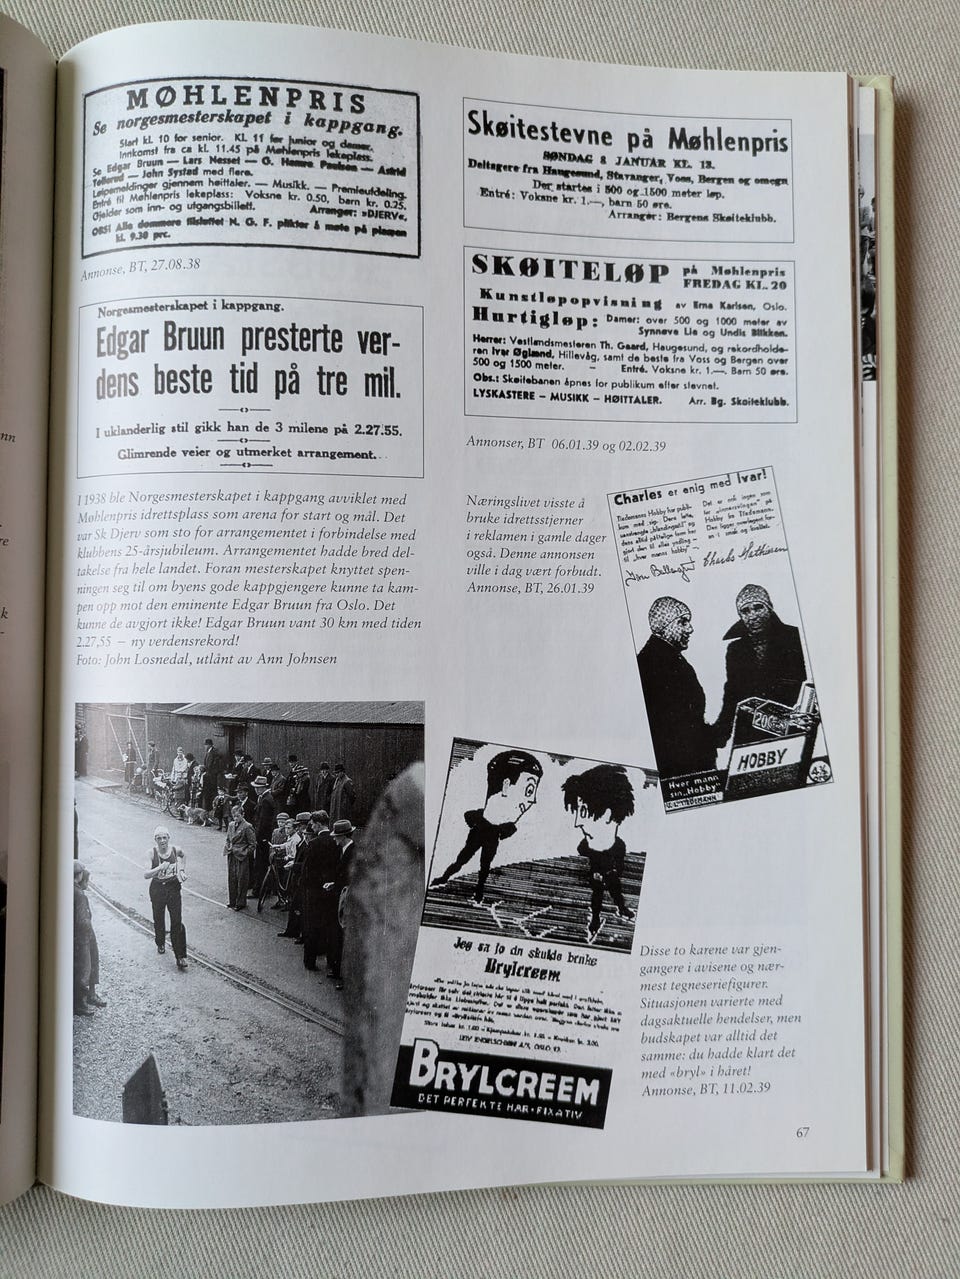 MØHLENPRIS
Se norgesmesterskapet i kappgang.
Start kl. 10 for senior. Kl. 11 for junior og damer.
Innkomst fra ca kl. 11.45 på Møhlenpris lekeplass.
Se Edgar Bruun — Lars Nesset — G. Hamre Paulsen — Astrid
Tollerud — John Systad med flere.
Løpemeldinger gjennem høittaler. — Musikk. — Premieutdeling.
Entré til Møhlenpris lekeplass: Voksne kr. 0.50, barn kr. 0.25.
Gjelder som inn- og utgangsbillett. Arranger: »DJERV«.
OBS! Alle dommere tilsluttet N. G. F. plikter å møte på plassen
kl. 9.30 prc.
Annonse, BT, 27.08.38
Norgesmesterskapet i kappgang.
Edgar Bruun presterte ver-
dens beste tid på tre mil.
I uklanderlig stil gikk han de 3 milene på 2.27.55.
Glimrende veier og utmerket arrangement.
I 1938 ble Norgesmesterskapet i kappgang avviklet med
Møhlenpris idrettsplass som arena for start og mål. Det
var Sk Djerv som sto for arrangementet i forbindelse med
klubbens 25-årsjubileum. Arrangementet hadde bred del-
takelse fra hele landet. Foran mesterskapet knyttet spen-
ningen seg til om byens gode kappgjengere kunne ta kam-
pen opp mot den eminente Edgar Bruun fra Oslo. Det
kunne de avgjort ikke! Edgar Bruun vant 30 km med tiden
2.27,55 – ny verdensrekord!
Foto: John Losnedal, utlånt av Ann Johnsen
Skøitestevne på Møhlenpris
SØNDAG 8 JANUAR KL. 13.
Deltagere fra Haugesund, Stavanger, Voss, Bergen og omegn
Der startes i 500 og 1500 meter løp.
Entré: Voksne kr. 1.—, barn 50 øre.
Arrangør: Bergens Skøiteklubb.
SKØITELØP på Møhlenpris
FREDAG KL. 20
Kunstløpopvisning av Erna Karlsen, Oslo.
Hurtigløp: Damer: over 500 og 1000 meter av
Synnøve Lie og Undis Blikken.
Herrer: Vestlandsmesteren Th. Gaard, Haugesund, og rekordholde-
ren Iver Øglænd, Hillevåg, samt de beste fra Voss og Bergen over
500 og 1500 meter. — Entré. Voksne kr. 1.—. Barn 50 øre.
Obs.: Skøitebanen åpnes for publikum efter stevnet.
LYSKASTERE – MUSIKK – HØITTALER. Arr. Bg. Skøiteklubb.
Annonser, BT 06.01.39 og 02.02.39
Næringslivet visste å
bruke idrettsstjerner
i reklamen i gamle dager
også. Denne annonsen
ville i dag vært forbudt.
Annonse, BT, 26.01.39
Charles er enig med Ivar!
Ivar Ballangrud Charles Mathiesen
200
HOBBY
Hver mann
sin „Hobby"
TIEDEMANN
Jeg sa jo du skulde bruke
Brylcreem
BRYLCREEM
DET PERFEKTE HÅR-FIXATIV
Disse to karene var gjen-
gangere i avisene og nær-
mest tegneseriefigurer.
Situasjonen varierte med
dagsaktuelle hendelser, men
budskapet var alltid det
samme: du hadde klart det
med «bryl» i håret!
Annonse, BT, 11.02.39
67